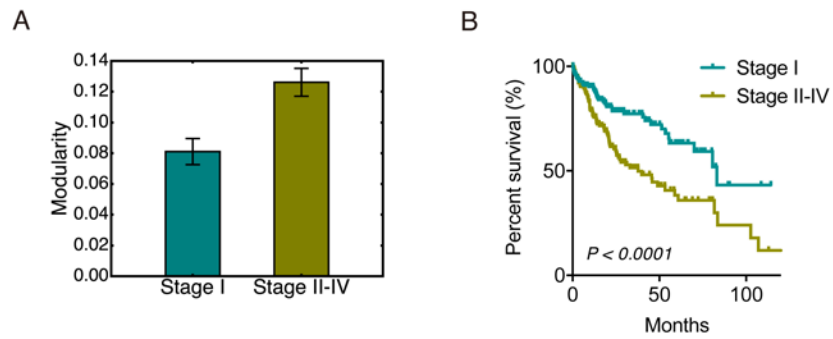 A
Modularity
0.14
0.12
0.10
0.08
0.06
0.04
0.02
0.00
Stage I
Stage II-IV
B
Percent survival (%)
100
50
0
Stage I
Stage II-IV
P < 0.0001
0
50
100
Months